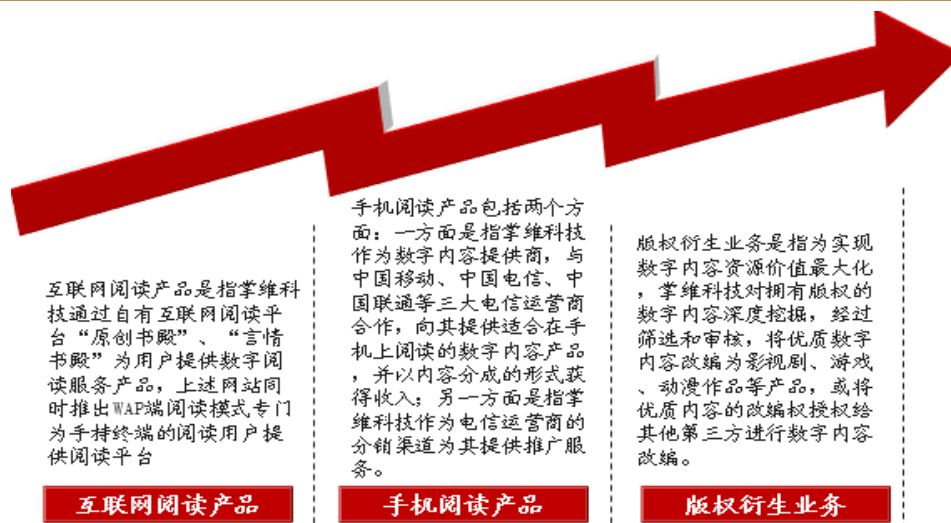 互联网阅读产品是指掌维科
技通过自有互联网阅读平
台“原创书殿”、“言情
书殿”为用户提供数字阅
读服务产品，上述网站同
时推出WAP端阅读模式专门
为手持终端的阅读用户提
供阅读平台
互联网阅读产品
手机阅读产品包括两个方
面：一方面是指掌维科技
作为数字内容提供商，与
中国移动、中国电信、中
国联通等三大电信运营商
合作，向其提供适合在手
机上阅读的数字内容产品
，并以内容分成的形式获
得收入；另一方面是指掌
维科技作为电信运营商的
分销渠道为其提供推广服
务。
手机阅读产品
版权衍生业务是指为实现
数字内容资源价值最大化
，掌维科技对拥有版权的
数字内容深度挖掘，经过
筛选和审核，将优质数字
内容改编为影视剧、游戏
、动漫作品等产品，或将
优质内容的改编权授权给
其他第三方进行数字内容
改编。
版权衍生业务